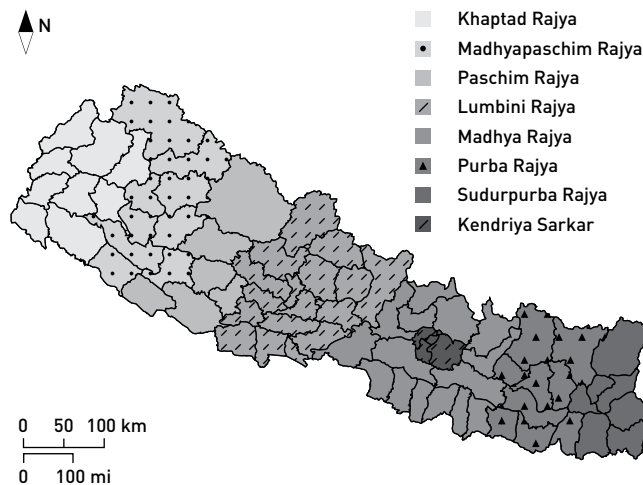 N
Khaptad Rajya
Madhyapaschim Rajya
Paschim Rajya
Lumbini Rajya
Madhya Rajya
Purba Rajya
Sudurpurba Rajya
Kendriya Sarkar
0 50 100 km
0 100 mi